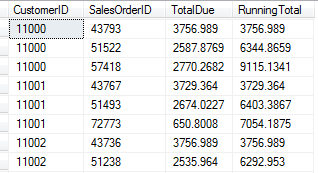 CustomerID SalesOrderID TotalDue RunningTotal
11000 43793 3756.989 3756.989
11000 51522 2587.8769 6344.8659
11000 57418 2770.2682 9115.1341
11001 43767 3729.364 3729.364
11001 51493 2674.0227 6403.3867
11001 72773 650.8008 7054.1875
11002 43736 3756.989 3756.989
11002 51238 2535.964 6292.953